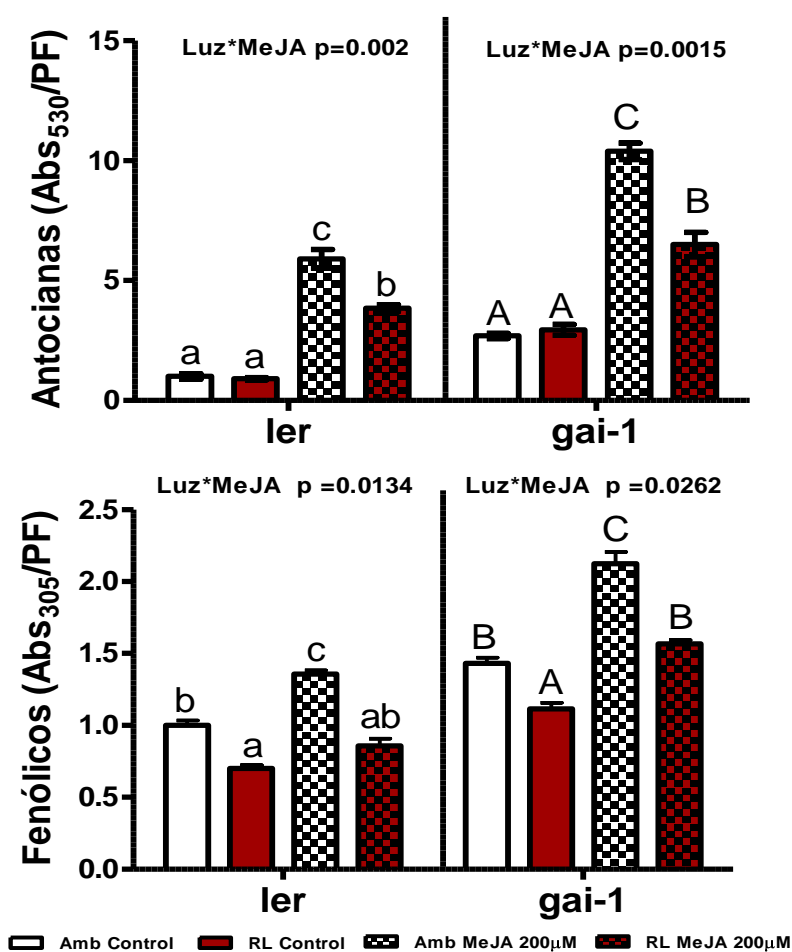 Antocianas (Abs530/PF)
Luz*MeJA p=0.002
Luz*MeJA p=0.0015
15
10
5
0
a
a
c
b
A
A
C
B
ler
gai-1
Fenólicos (Abs305/PF)
Luz*MeJA p =0.0134
Luz*MeJA p =0.0262
2.5
2.0
1.5
1.0
0.5
0.0
b
a
c
ab
B
A
C
B
ler
gai-1
Amb Control
RL Control
Amb MeJA 200μM
RL MeJA 200μM